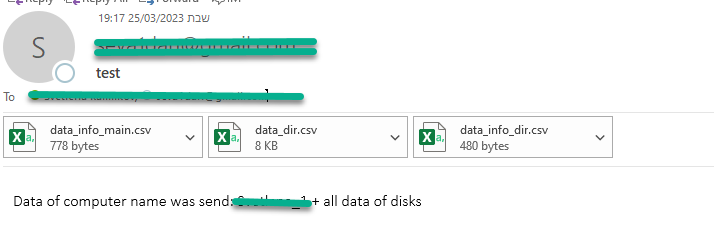 Reply Reply All Forward IM
19:17 25/03/2023 שבת
S
test
To
data_info_main.csv
778 bytes
data_dir.csv
8 KB
data_info_dir.csv
480 bytes
Data of computer name was send: + all data of disks